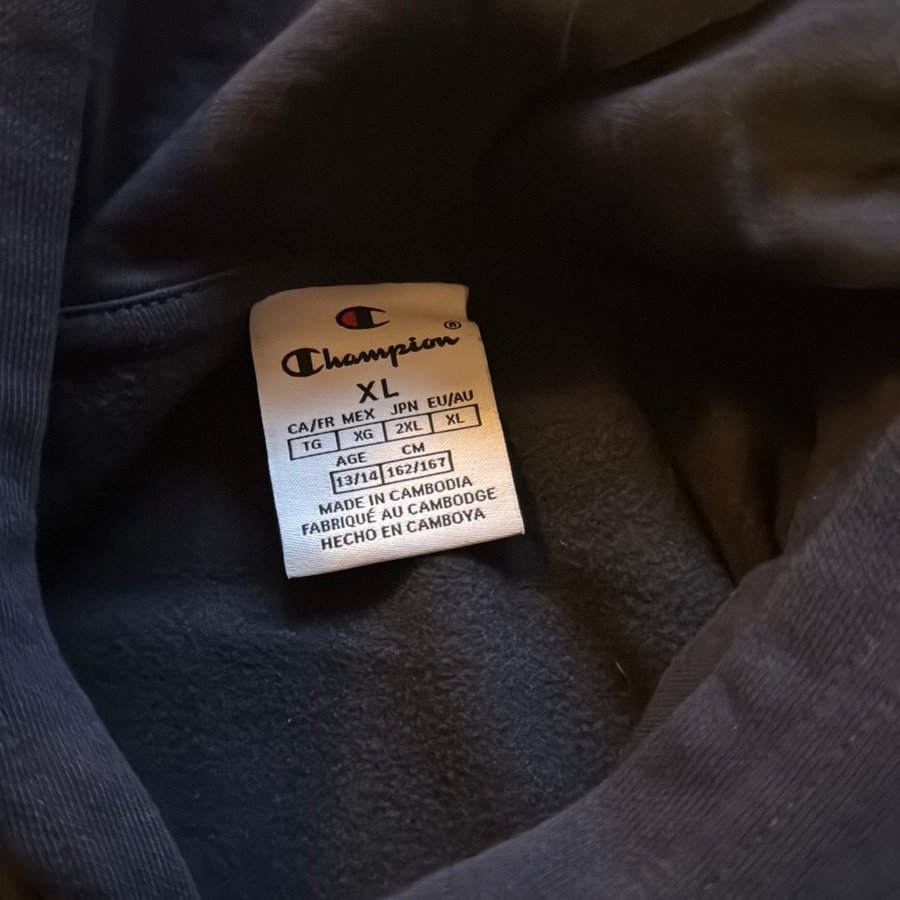 Champion®
XL
CA/FR MEX JPN EU/AU
TG XG 2XL XL
AGE CM
13/14 162/167
MADE IN CAMBODIA
FABRIQUÉ AU CAMBODGE
HECHO EN CAMBOYA